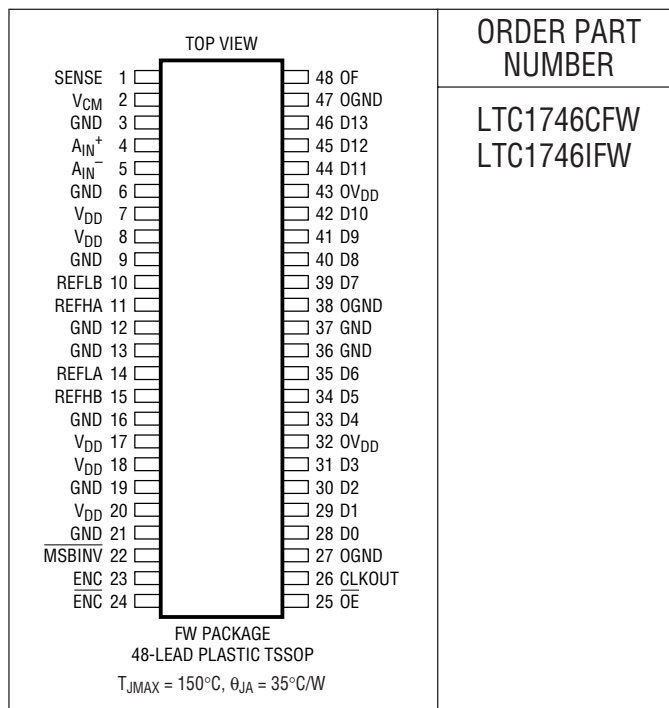 TOP VIEW
SENSE 1
V_CM 2
GND 3
A_IN^+ 4
A_IN^– 5
GND 6
V_DD 7
V_DD 8
GND 9
REFLB 10
REFHA 11
GND 12
GND 13
REFLA 14
REFHB 15
GND 16
V_DD 17
V_DD 18
GND 19
V_DD 20
GND 21
M̅S̅B̅I̅N̅V̅ 22
ENC 23
E̅N̅C̅ 24
48 OF
47 OGND
46 D13
45 D12
44 D11
43 OV_DD
42 D10
41 D9
40 D8
39 D7
38 OGND
37 GND
36 GND
35 D6
34 D5
33 D4
32 OV_DD
31 D3
30 D2
29 D1
28 D0
27 OGND
26 CLKOUT
25 O̅E̅
FW PACKAGE
48-LEAD PLASTIC TSSOP
T_JMAX = 150°C, θ_JA = 35°C/W
ORDER PART
NUMBER
LTC1746CFW
LTC1746IFW